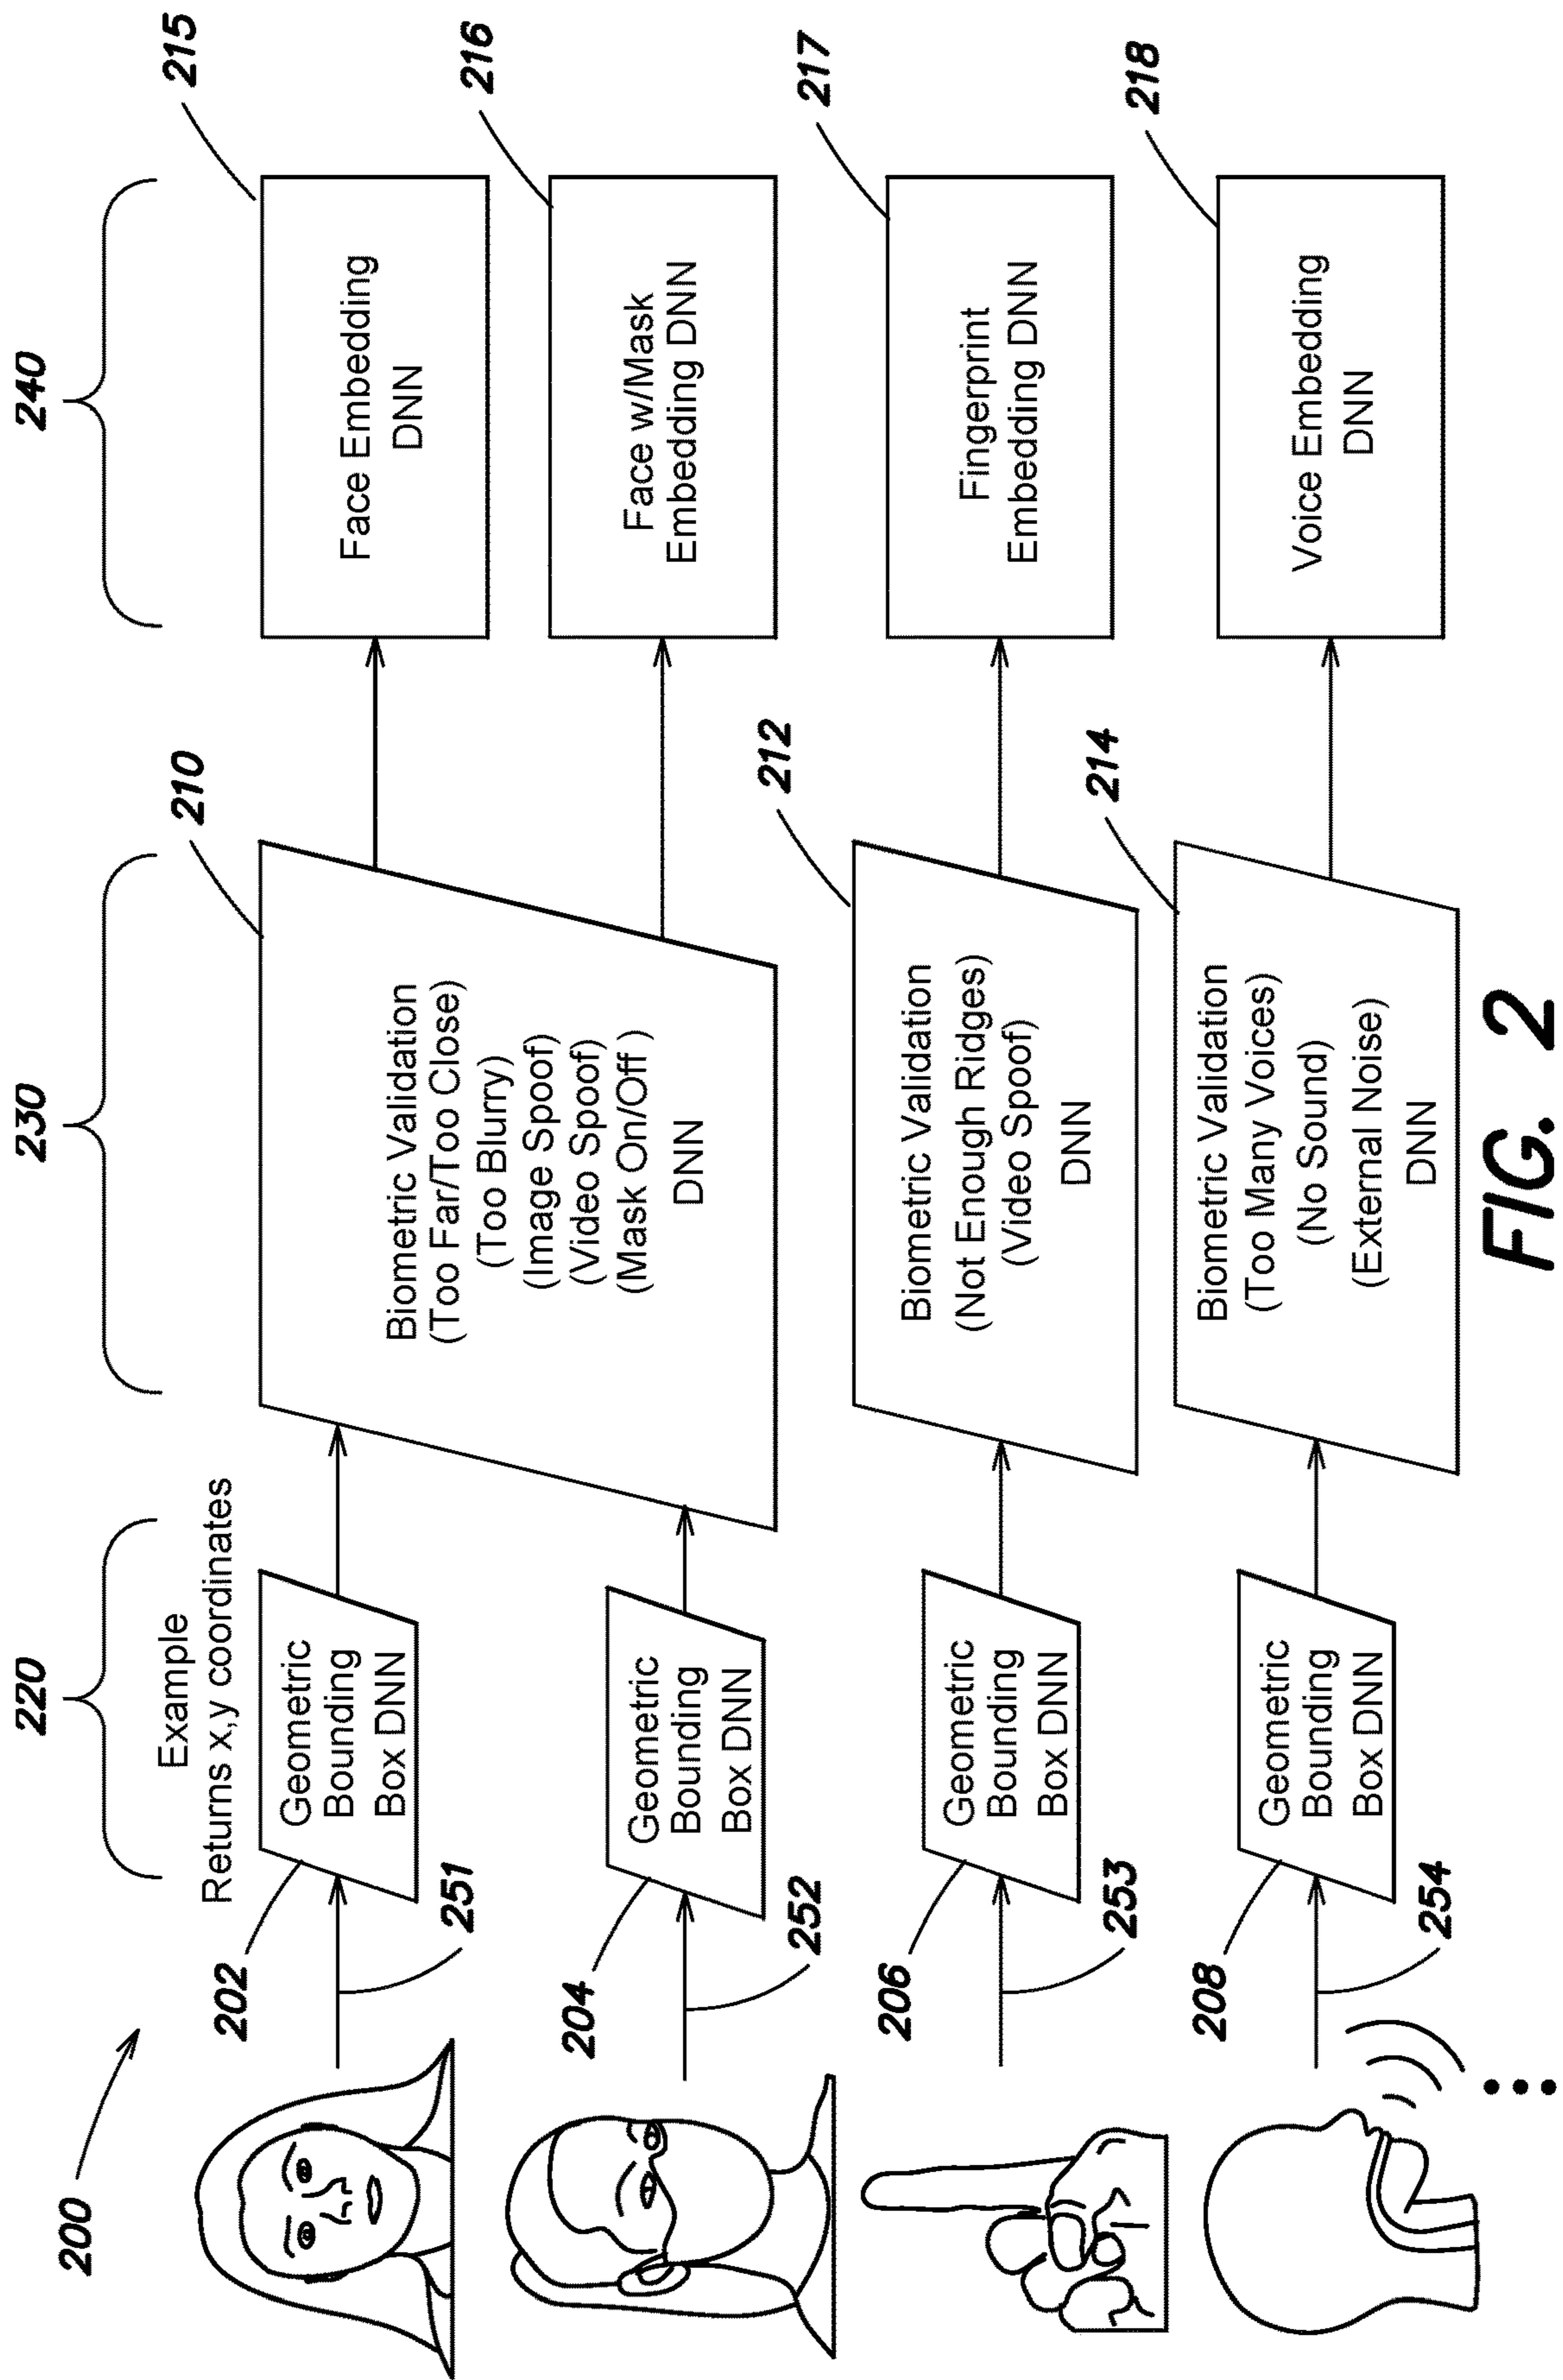 200
220
230
240
Example
Returns x,y coordinates
202
Geometric
Bounding
Box DNN
251
210
Biometric Validation
(Too Far/Too Close)
(Too Blurry)
(Image Spoof)
(Video Spoof)
(Mask On/Off )
DNN
215
Face Embedding
DNN
204
Geometric
Bounding
Box DNN
252
216
Face w/Mask
Embedding DNN
206
Geometric
Bounding
Box DNN
253
212
Biometric Validation
(Not Enough Ridges)
(Video Spoof)
DNN
217
Fingerprint
Embedding DNN
208
Geometric
Bounding
Box DNN
254
214
Biometric Validation
(Too Many Voices)
(No Sound)
(External Noise)
DNN
218
Voice Embedding
DNN
FIG. 2